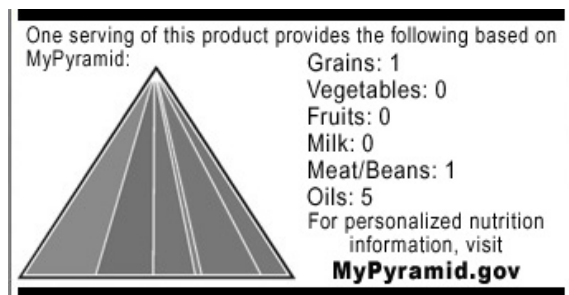 One serving of this product provides the following based on
MyPyramid:
Grains: 1
Vegetables: 0
Fruits: 0
Milk: 0
Meat/Beans: 1
Oils: 5
For personalized nutrition
information, visit
MyPyramid.gov